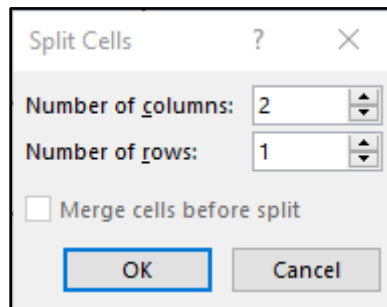 Split Cells ?
Number of columns: 2
Number of rows: 1
Merge cells before split
OK Cancel